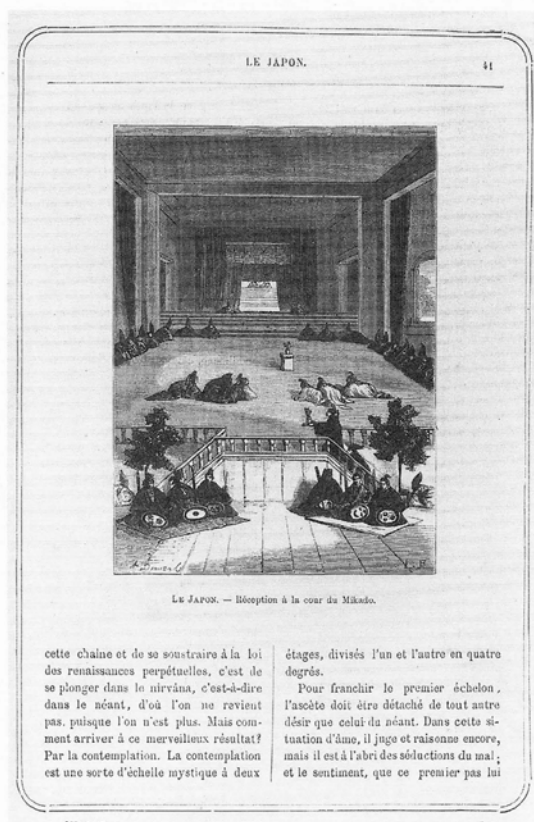 LE JAPON.
41
LE JAPON. — Réception à la cour du Mikado.
cette chaîne et de se soustraire à la loi
des renaissances perpétuelles, c'est de
se plonger dans le nirvâna, c'est-à-dire
dans le néant, d'où l'on ne revient
pas, puisque l'on n'est plus. Mais com-
ment arriver à ce merveilleux résultat?
Par la contemplation. La contemplation
est une sorte d'échelle mystique à deux
étages, divisés l'un et l'autre en quatre
degrés.
Pour franchir le premier échelon,
l'ascète doit être détaché de tout autre
désir que celui du néant. Dans cette si-
tuation d'âme, il juge et raisonne encore,
mais il est à l'abri des séductions du mal;
et le sentiment, que ce premier pas lui